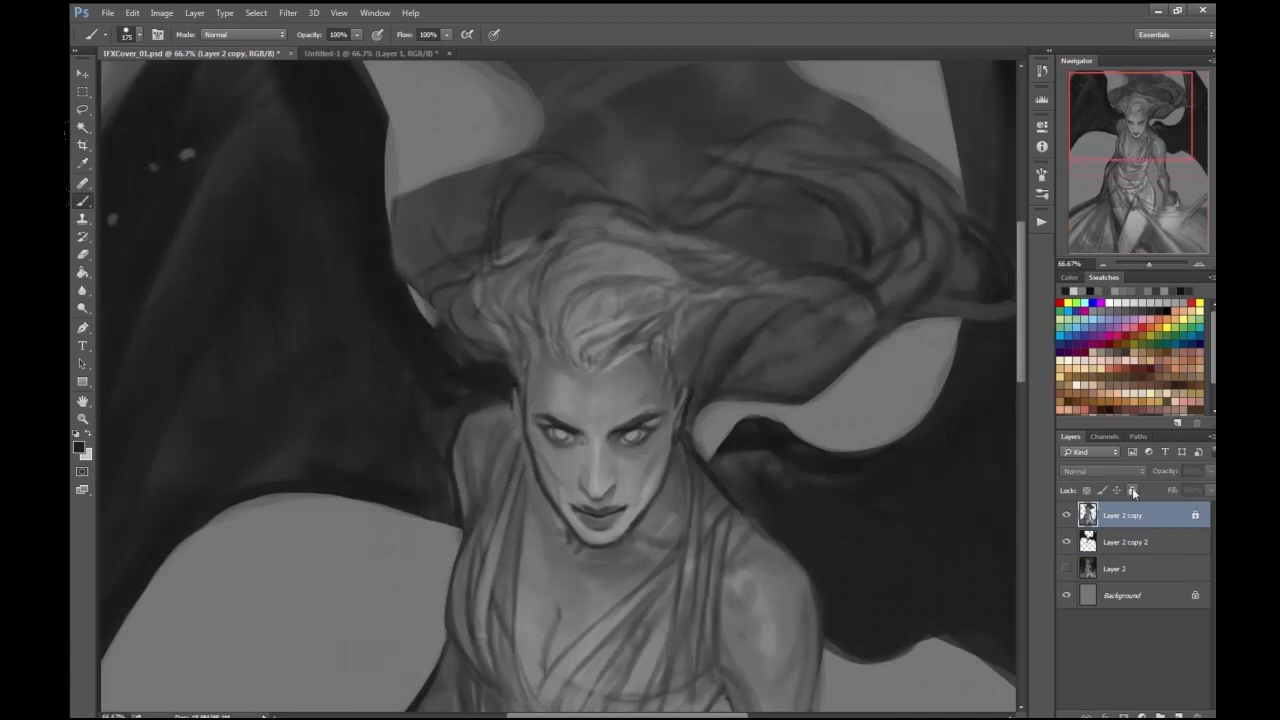 Ps File Edit Image Layer Type Select Filter 3D View Window Help
175 Mode: Normal Opacity: 100% Flow: 100% Essentials
IFXCover_01.psd @ 66.7% (Layer 2 copy, RGB/8) * × Untitled-1 @ 66.7% (Layer 1, RGB/8) * ×
Navigator
66.67%
Color Swatches
Layers Channels Paths
Kind
Normal Opacity:
Lock: Fill:
Layer 2 copy
Layer 2 copy 2
Layer 2
Background
66.67%